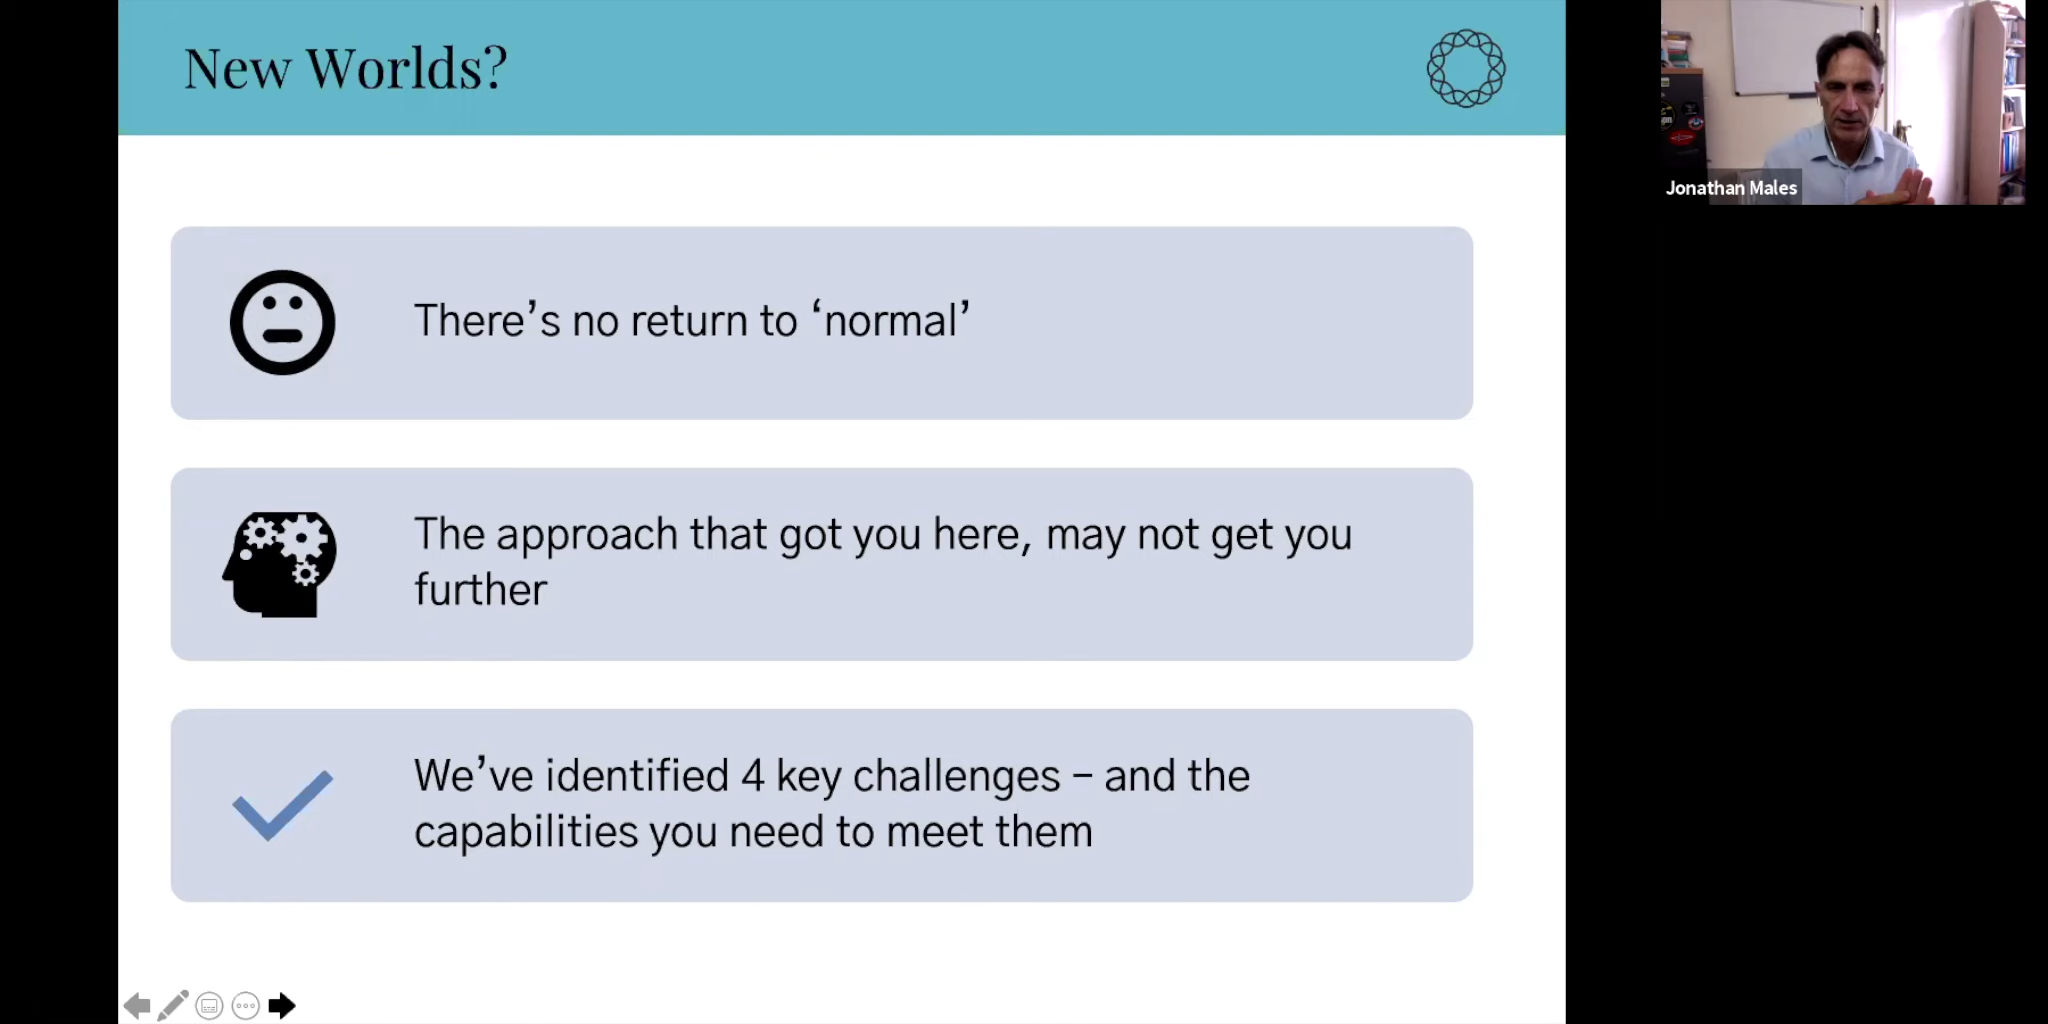 New Worlds?
Jonathan Males
There’s no return to ‘normal’
The approach that got you here, may not get you
further
We’ve identified 4 key challenges – and the
capabilities you need to meet them